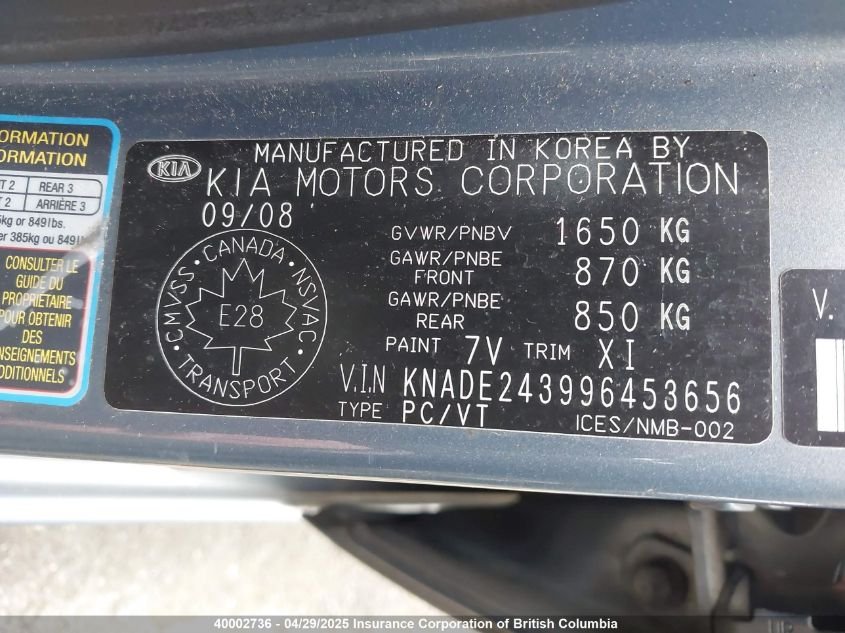 ORMATION
ORMATION
T 2 REAR 3
T 2 ARRIÈRE 3
5kg or 849lbs.
er 385kg ou 849l
CONSULTER LE
GUIDE DU
PROPRIÉTAIRE
POUR OBTENIR
DES
NSEIGNEMENTS
DDITIONNELS
KIA
MANUFACTURED IN KOREA BY
KIA MOTORS CORPORATION
09/08
GVWR/PNBV 1650 KG
GAWR/PNBE
FRONT 870 KG
GAWR/PNBE
REAR 850 KG
CMVSS · CANADA · NSVAC · TRANSPORT ·
E28
PAINT 7V TRIM XI
V.I.N KNADE243996453656
TYPE PC/VT ICES/NMB-002
V.
40002736 - 04/29/2025 Insurance Corporation of British Columbia